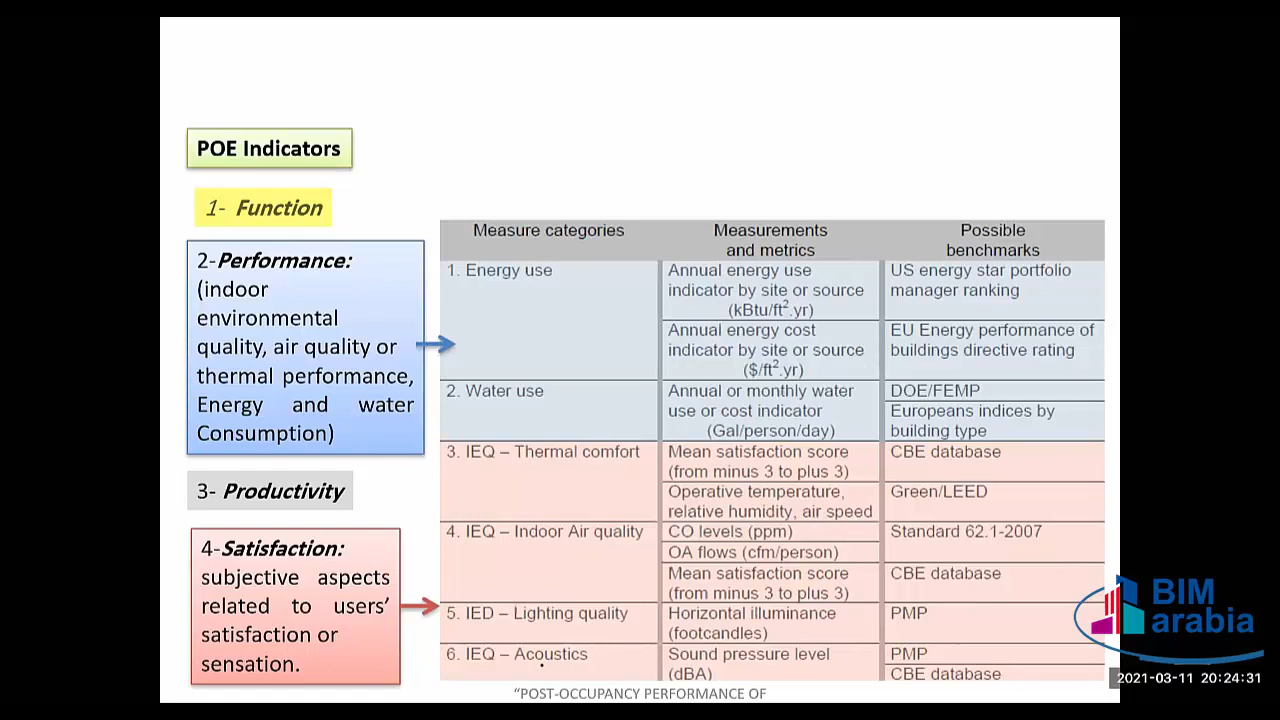 POE Indicators
1- Function
2-Performance:
(indoor
environmental
quality, air quality or
thermal performance,
Energy and water
Consumption)
3- Productivity
4-Satisfaction:
subjective aspects
related to users’
satisfaction or
sensation.
Measure categories
Measurements
and metrics
Possible
benchmarks
1. Energy use
Annual energy use
indicator by site or source
(kBtu/ft².yr)
US energy star portfolio
manager ranking
Annual energy cost
indicator by site or source
($/ft².yr)
EU Energy performance of
buildings directive rating
2. Water use
Annual or monthly water
use or cost indicator
(Gal/person/day)
DOE/FEMP
Europeans indices by
building type
3. IEQ – Thermal comfort
Mean satisfaction score
(from minus 3 to plus 3)
CBE database
Operative temperature,
relative humidity, air speed
Green/LEED
4. IEQ – Indoor Air quality
CO levels (ppm)
Standard 62.1-2007
OA flows (cfm/person)
Mean satisfaction score
(from minus 3 to plus 3)
CBE database
5. IED – Lighting quality
Horizontal illuminance
(footcandles)
PMP
6. IEQ – Acoustics
Sound pressure level
(dBA)
PMP
CBE database
“POST-OCCUPANCY PERFORMANCE OF
BIM
arabia
2021-03-11 20:24:31